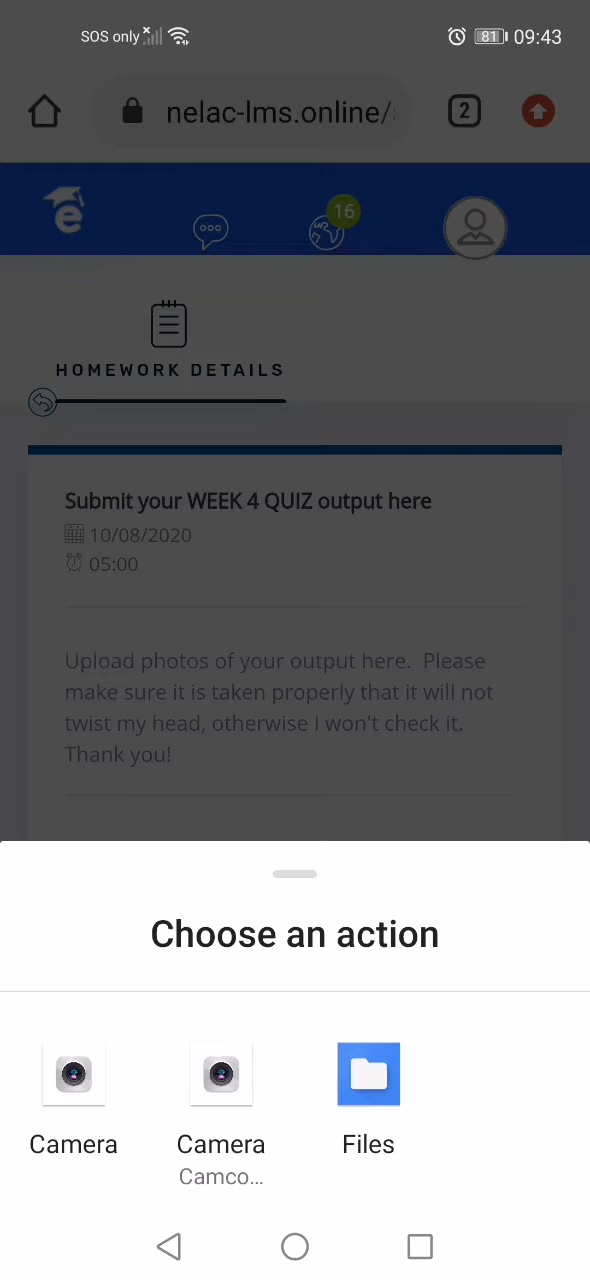 SOS only
81
09:43
nelac-lms.online/
2
e
16
HOMEWORK DETAILS
Submit your WEEK 4 QUIZ output here
10/08/2020
05:00
Upload photos of your output here. Please
make sure it is taken properly that it will not
twist my head, otherwise I won't check it.
Thank you!
Choose an action
Camera
Camera
Files
Camco...